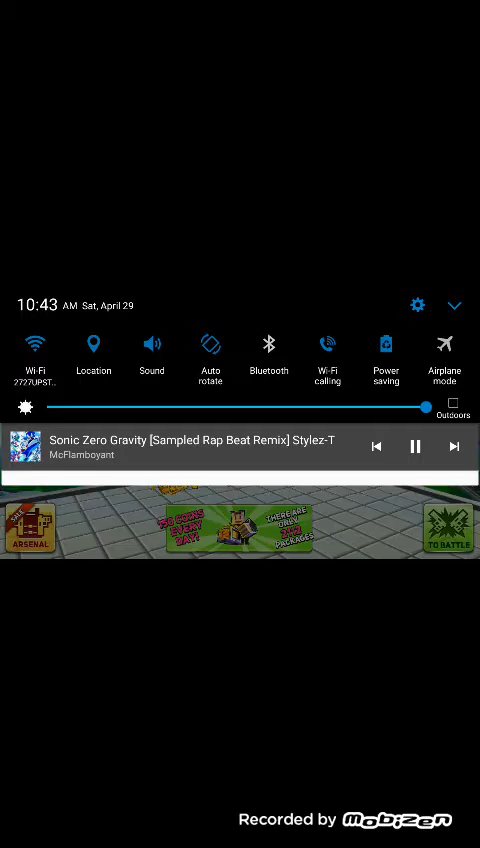 10:43 AM Sat, April 29
Wi-Fi
2727UPST..
Location
Sound
Auto
rotate
Bluetooth
Wi-Fi
calling
Power
saving
Airplane
mode
Outdoors
Sonic Zero Gravity [Sampled Rap Beat Remix] Stylez-T
McFlamboyant
SALE
ARSENAL
COINS
EVERY
DAY!
THERE ARE
ONLY
PACKAGES
TO BATTLE
Recorded by Mobizen